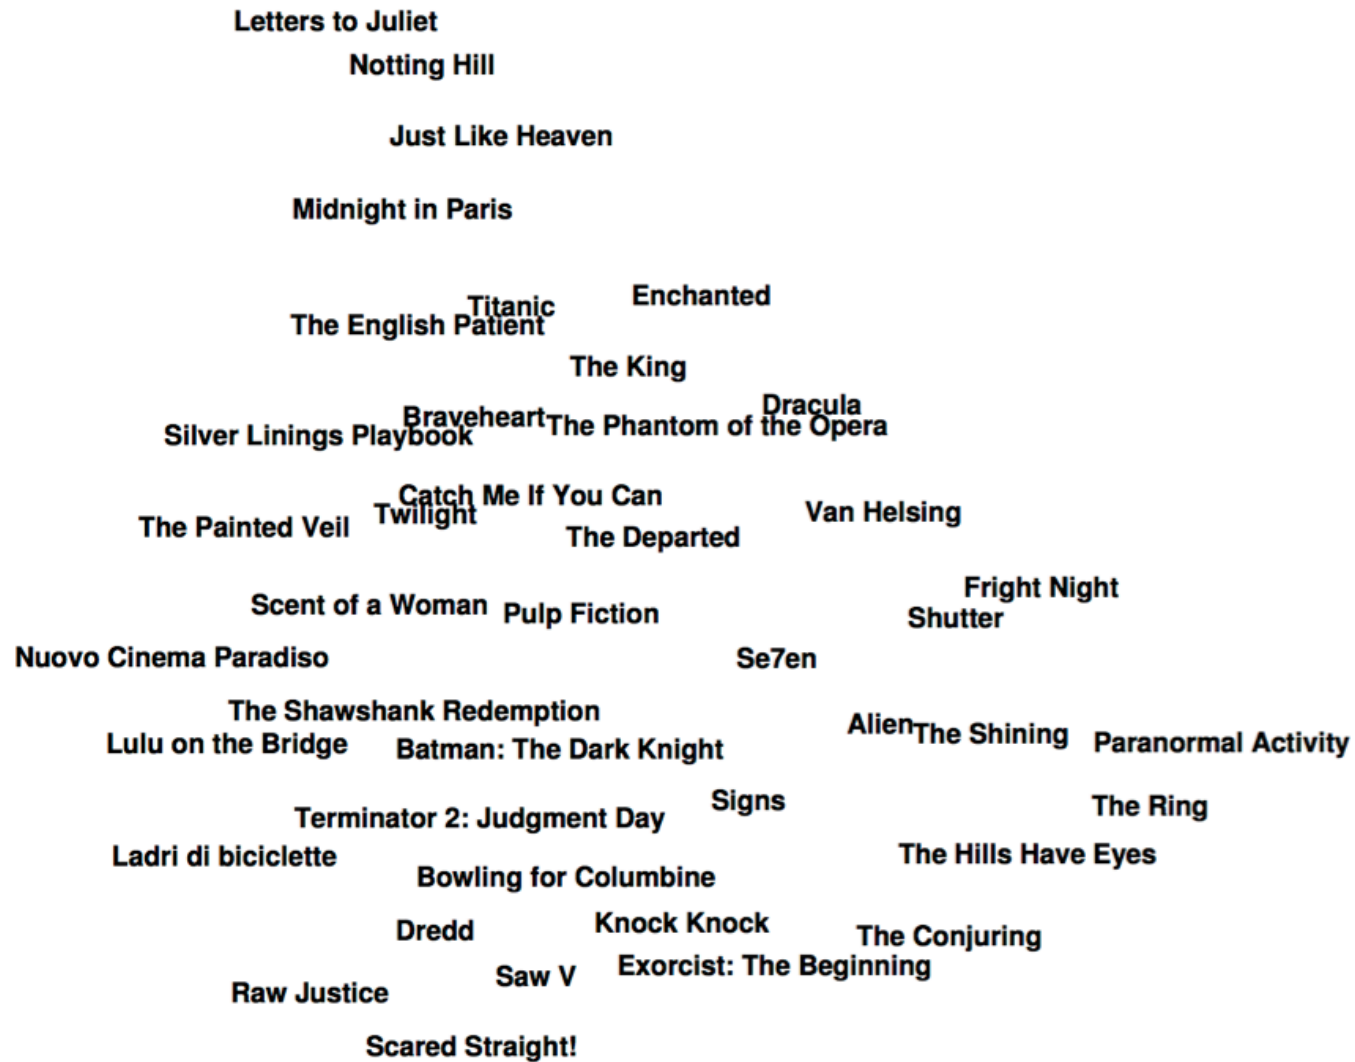 Letters to Juliet
Notting Hill
Just Like Heaven
Midnight in Paris
Enchanted
Titanic
The English Patient
The King
Dracula
Braveheart
The Phantom of the Opera
Silver Linings Playbook
Catch Me If You Can
Twilight
Van Helsing
The Painted Veil
The Departed
Fright Night
Scent of a Woman
Pulp Fiction
Shutter
Nuovo Cinema Paradiso
Se7en
The Shawshank Redemption
Alien
The Shining
Paranormal Activity
Lulu on the Bridge
Batman: The Dark Knight
Signs
The Ring
Terminator 2: Judgment Day
Ladri di biciclette
The Hills Have Eyes
Bowling for Columbine
Knock Knock
Dredd
The Conjuring
Exorcist: The Beginning
Saw V
Raw Justice
Scared Straight!